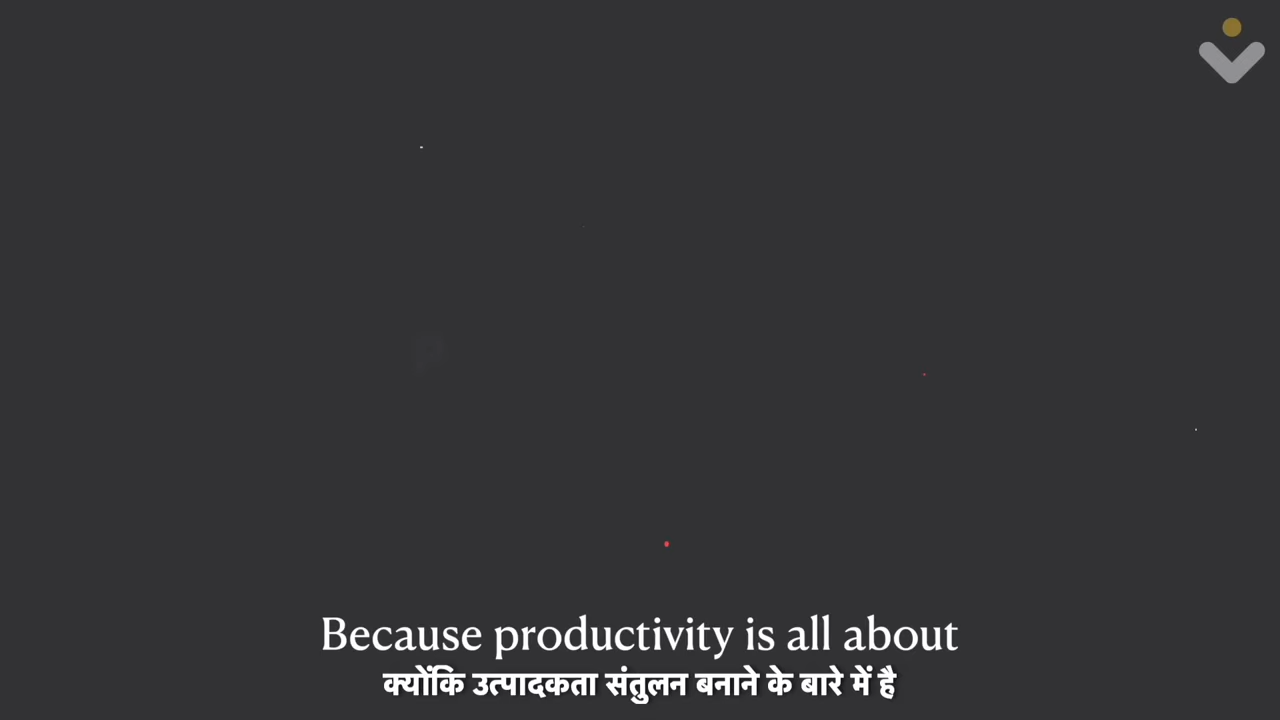 Because productivity is all about
क्योंकि उत्पादकता संतुलन बनाने के बारे में है